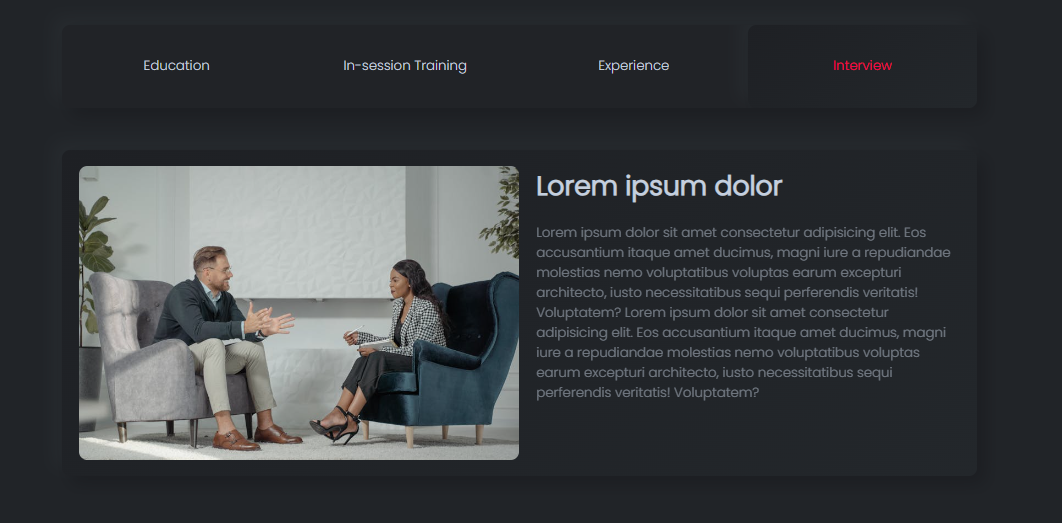 Education
In-session Training
Experience
Interview
Lorem ipsum dolor
Lorem ipsum dolor sit amet consectetur adipisicing elit. Eos
accusantium itaque amet ducimus, magni iure a repudiandae
molestias nemo voluptatibus voluptas earum excepturi
architecto, iusto necessitatibus sequi perferendis veritatis!
Voluptatem? Lorem ipsum dolor sit amet consectetur
adipisicing elit. Eos accusantium itaque amet ducimus, magni
iure a repudiandae molestias nemo voluptatibus voluptas
earum excepturi architecto, iusto necessitatibus sequi
perferendis veritatis! Voluptatem?